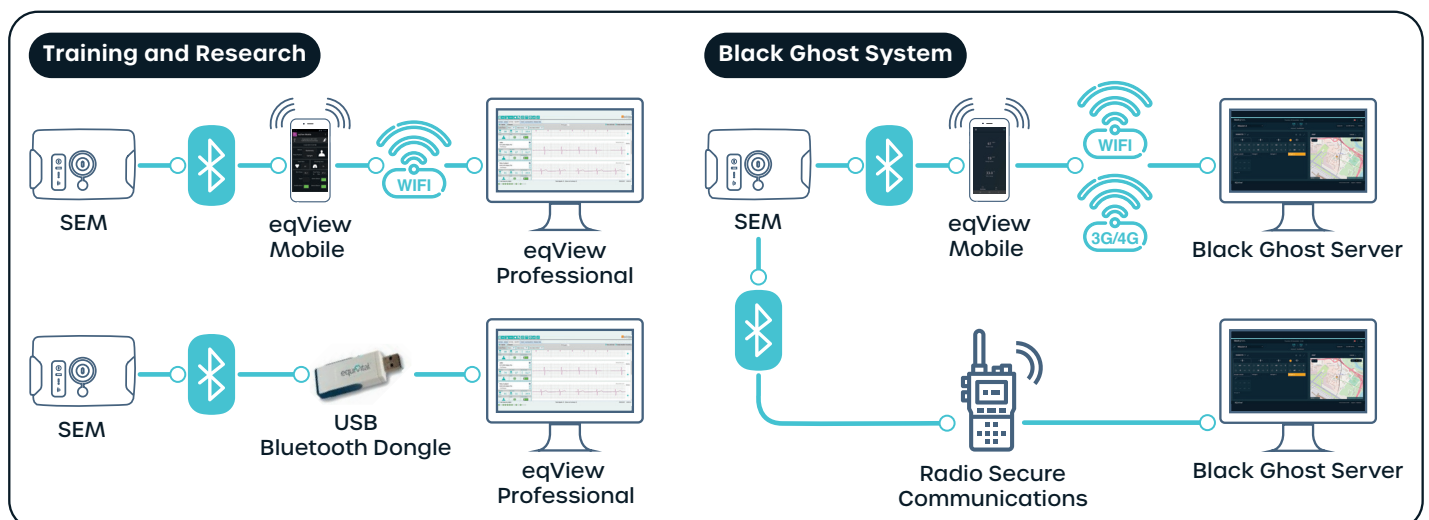 Training and Research
SEM
eqView
Mobile
WIFI
eqView
Professional
SEM
equivital
USB
Bluetooth Dongle
eqView
Professional
Black Ghost System
SEM
eqView
Mobile
WIFI
3G/4G
Black Ghost Server
Radio Secure
Communications
Black Ghost Server